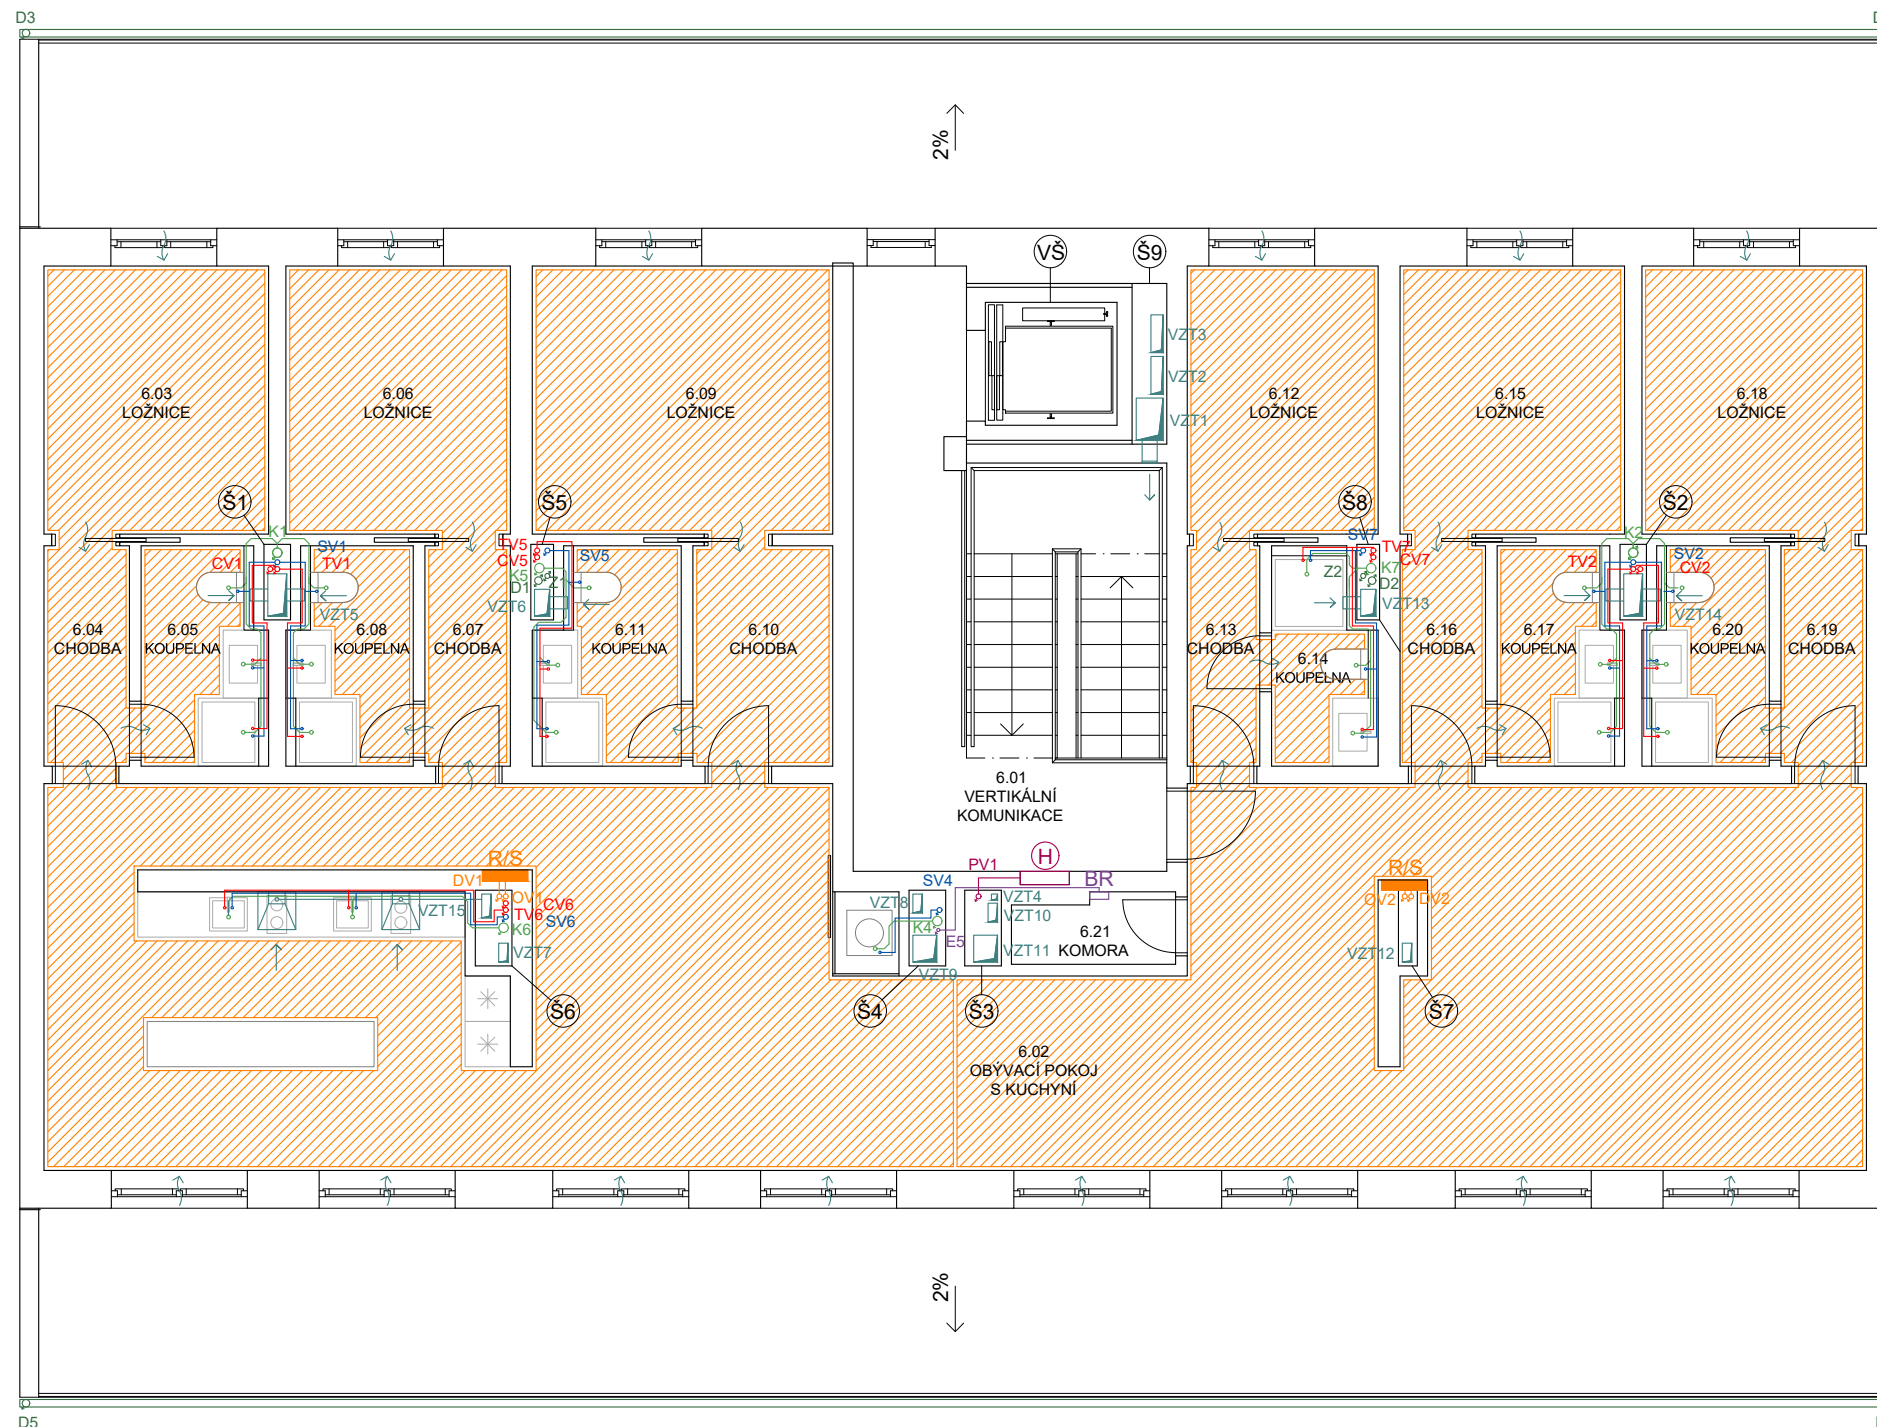 D3
D
2%
VŠ
Š9
VZT3
VZT2
VZT1
6.03
LOŽNICE
6.06
LOŽNICE
6.09
LOŽNICE
6.12
LOŽNICE
6.15
LOŽNICE
6.18
LOŽNICE
Š1
Š5
Š8
Š2
K1
CV1
SV1
TV1
VZT5
TV5
CV5
SV5
K5
Z1
D1
VZT6
SV7
TV7
CV7
K7
Z2
D2
VZT13
K2
TV2
SV2
CV2
VZT14
6.04
CHODBA
6.05
KOUPELNA
6.08
KOUPELNA
6.07
CHODBA
6.11
KOUPELNA
6.10
CHODBA
6.13
CHODBA
6.14
KOUPELNA
6.16
CHODBA
6.17
KOUPELNA
6.20
KOUPELNA
6.19
CHODBA
6.01
VERTIKÁLNÍ
KOMUNIKACE
R/S
DV1
OV1
CV6
TV6
SV6
K6
VZT15
VZT7
PV1
H
BR
SV4
VZT8
K4
E5
VZT9
VZT4
VZT10
VZT11
6.21
KOMORA
R/S
OV2
DV2
VZT12
Š6
Š4
Š3
Š7
6.02
OBÝVACÍ POKOJ
S KUCHYNÍ
2%
D5